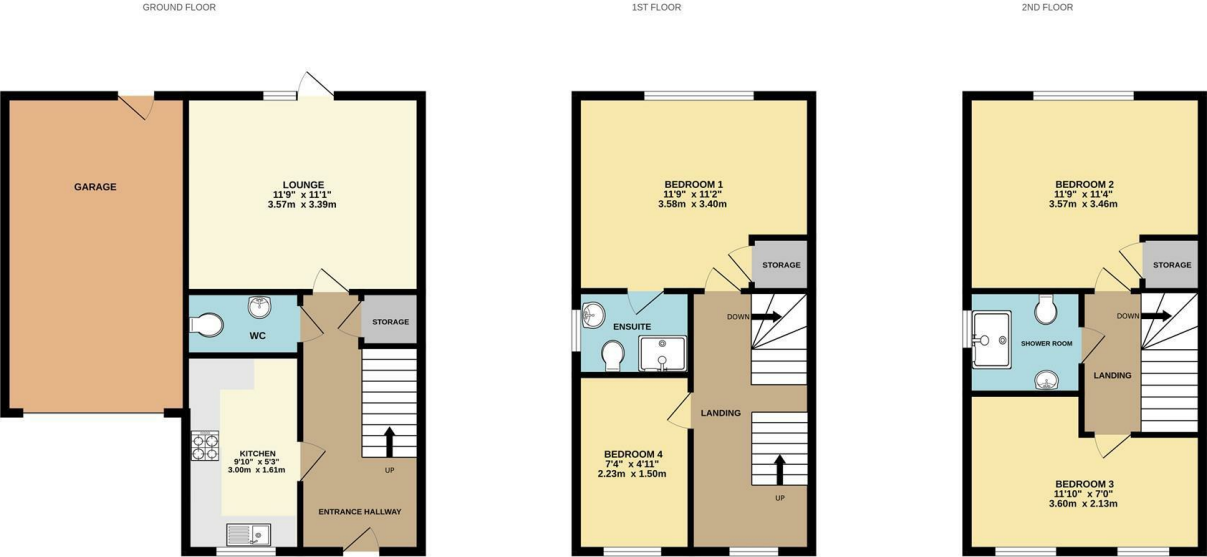 GROUND FLOOR
GARAGE
LOUNGE
11'9" x 11'1"
3.57m x 3.39m
WC
STORAGE
KITCHEN
9'10" x 5'3"
3.00m x 1.61m
UP
ENTRANCE HALLWAY
1ST FLOOR
BEDROOM 1
11'9" x 11'2"
3.58m x 3.40m
STORAGE
ENSUITE
DOWN
LANDING
BEDROOM 4
7'4" x 4'11"
2.23m x 1.50m
UP
2ND FLOOR
BEDROOM 2
11'9" x 11'4"
3.57m x 3.46m
STORAGE
DOWN
SHOWER ROOM
LANDING
BEDROOM 3
11'10" x 7'0"
3.60m x 2.13m